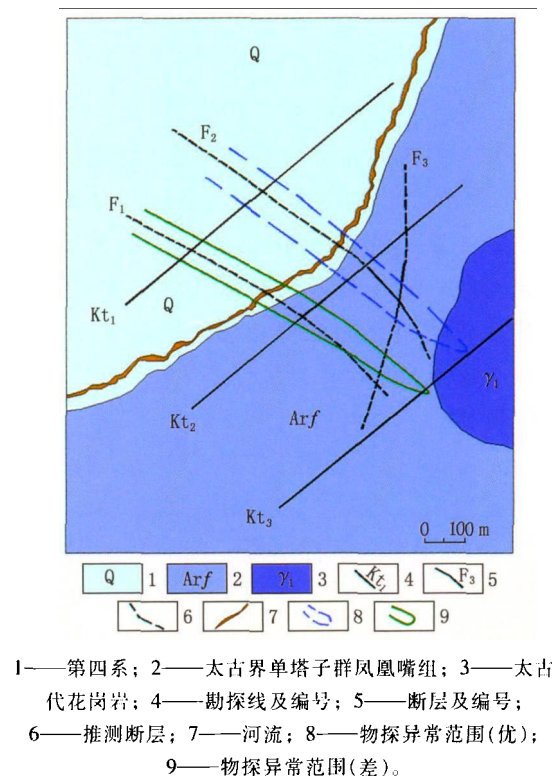 Q
F₂
F₃
F₁
Q
Kt₁
γ₁
Kt₂
Arf
Kt₃
0 100 m
Q 1 Arf 2 γ₁ 3 Kt₁ 4 F₃ 5
6 7 8 9
1——第四系；2——太古界单塔子群凤凰嘴组；3——太古
代花岗岩；4——勘探线及编号；5——断层及编号；
6——推测断层；7——河流；8——物探异常范围(优)；
9——物探异常范围(差)。